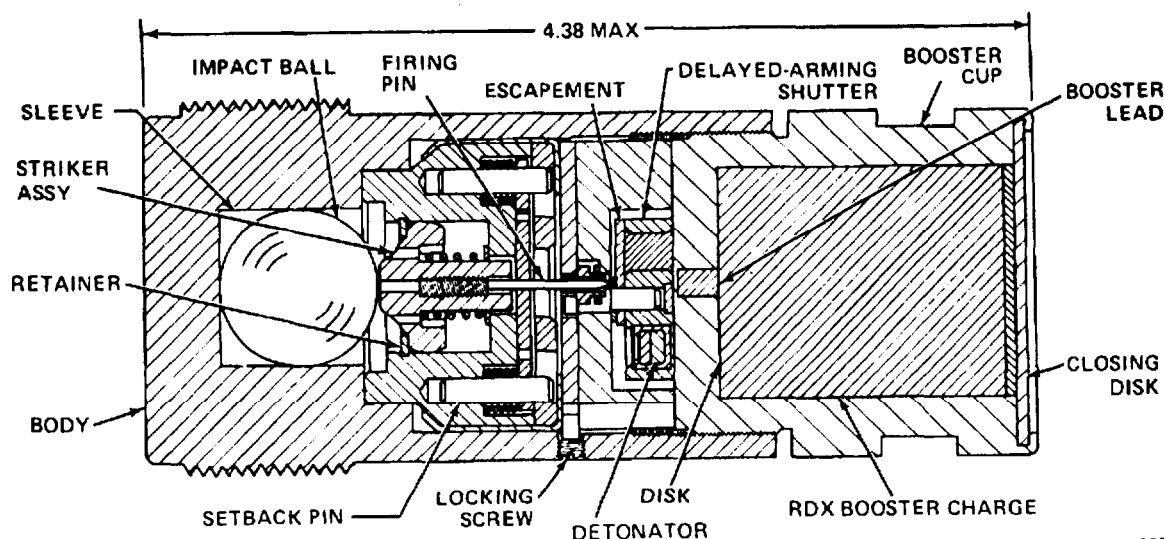 4.38 MAX
IMPACT BALL
FIRING
PIN
ESCAPEMENT
DELAYED-ARMING
SHUTTER
BOOSTER
CUP
BOOSTER
LEAD
SLEEVE
STRIKER
ASSY
RETAINER
BODY
SETBACK PIN
LOCKING
SCREW
DETONATOR
DISK
RDX BOOSTER CHARGE
CLOSING
DISK